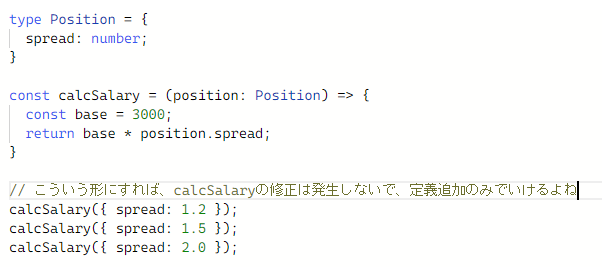 type Position = {
  spread: number;
}
const calcSalary = (position: Position) => {
  const base = 3000;
  return base * position.spread;
}
// こういう形にすれば、calcSalaryの修正は発生しないで、定義追加のみでいけるよね
calcSalary({ spread: 1.2 });
calcSalary({ spread: 1.5 });
calcSalary({ spread: 2.0 });